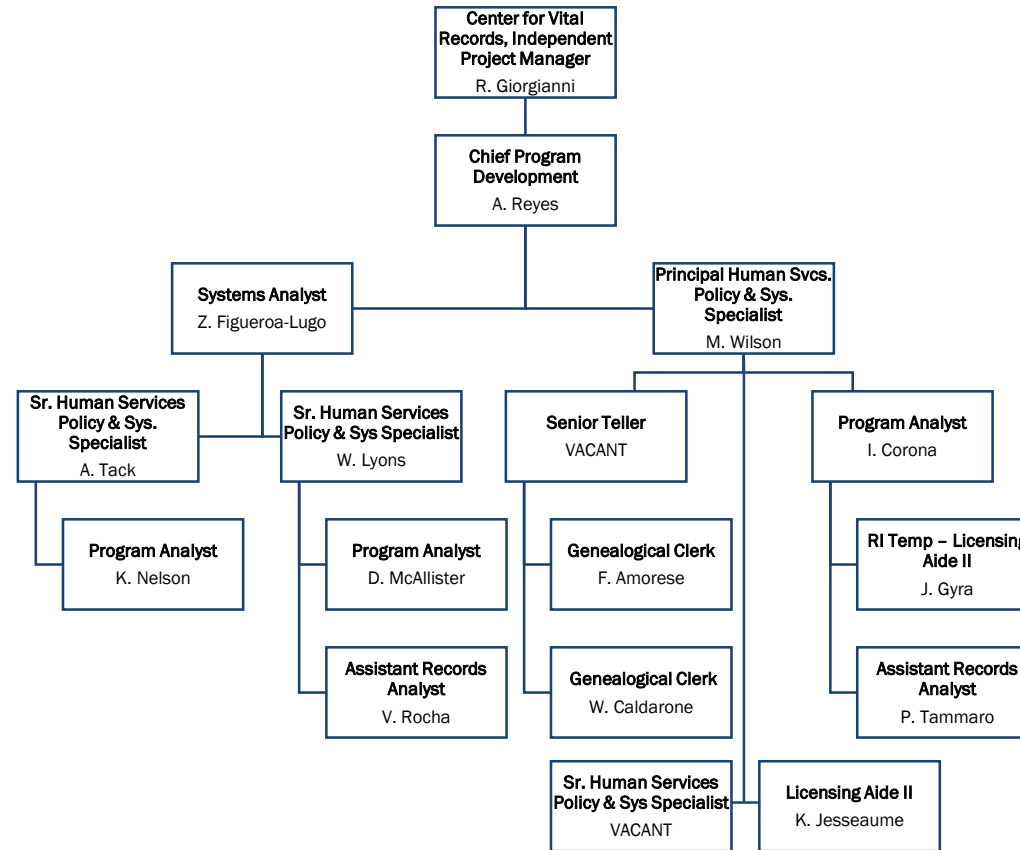 Center for Vital
Records, Independent
Project Manager
R. Giorgianni
Chief Program
Development
A. Reyes
Systems Analyst
Z. Figueroa-Lugo
Principal Human Svcs.
Policy & Sys.
Specialist
M. Wilson
Sr. Human Services
Policy & Sys.
Specialist
A. Tack
Sr. Human Services
Policy & Sys Specialist
W. Lyons
Senior Teller
VACANT
Program Analyst
I. Corona
Program Analyst
K. Nelson
Program Analyst
D. McAllister
Genealogical Clerk
F. Amorese
RI Temp – Licensing
Aide II
J. Gyra
Assistant Records
Analyst
V. Rocha
Genealogical Clerk
W. Caldarone
Assistant Records
Analyst
P. Tammaro
Sr. Human Services
Policy & Sys Specialist
VACANT
Licensing Aide II
K. Jesseaume